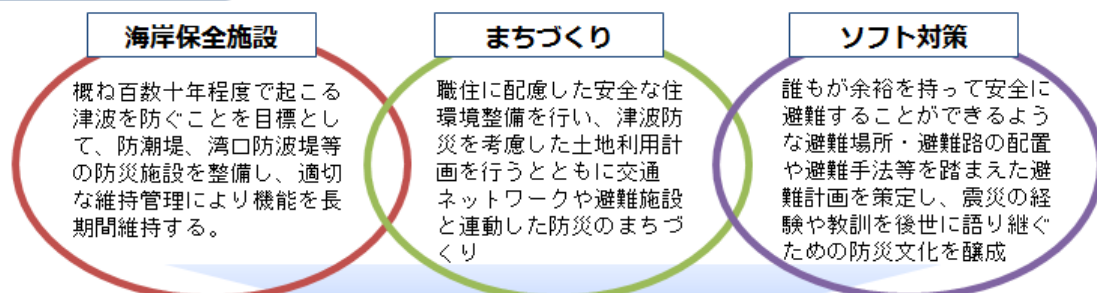 海岸保全施設
概ね百数十年程度で起こる
津波を防ぐことを目標とし
て、防潮堤、湾口防波堤等
の防災施設を整備し、適切
な維持管理により機能を長
期間維持する。
まちづくり
職住に配慮した安全な住
環境整備を行い、津波防
災を考慮した土地利用計
画を行うとともに交通
ネットワークや避難施設
と連動した防災のまちづ
くり
ソフト対策
誰もが余裕を持って安全に
避難することができるよう
な避難場所・避難路の配置
や避難手法等を踏まえた避
難計画を策定し、震災の経
験や教訓を後世に語り継ぐ
ための防災文化を醸成